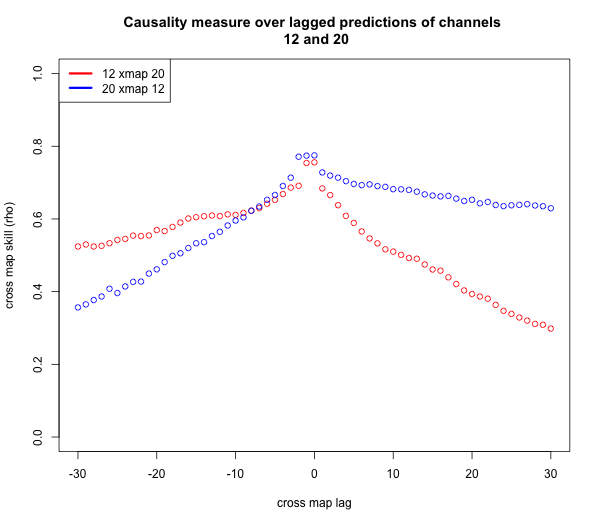 Causality measure over lagged predictions of channels
12 and 20
12 xmap 20
20 xmap 12
cross map skill (rho)
1.0
0.8
0.6
0.4
0.2
0.0
-30 -20 -10 0 10 20 30
cross map lag